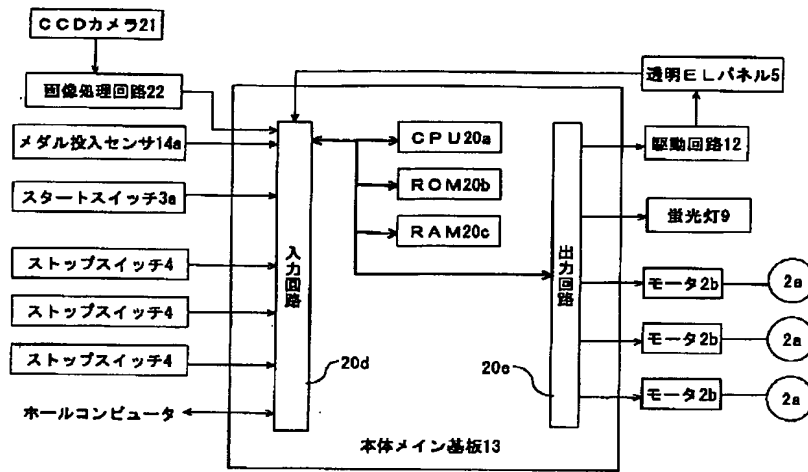 CCDカメラ21
画像処理回路22
メダル投入センサ14a
スタートスイッチ3a
ストップスイッチ4
ストップスイッチ4
ストップスイッチ4
ホールコンピュータ
入力回路
20d
CPU20a
ROM20b
RAM20c
出力回路
20e
本体メイン基板13
透明ELパネル5
駆動回路12
蛍光灯9
モータ2b
2a
モータ2b
2a
モータ2b
2a